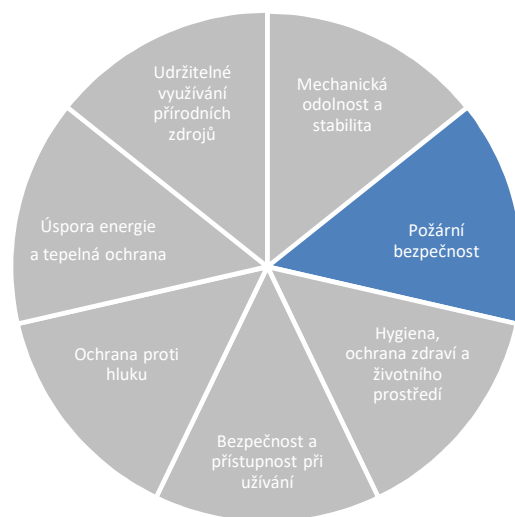 Udržitelné
využívání
přírodních
zdrojů
Mechanická
odolnost a
stabilita
Požární
bezpečnost
Hygiena,
ochrana zdraví a
životního
prostředí
Bezpečnost a
přístupnost při
užívání
Ochrana proti
hluku
Úspora energie
a tepelná ochrana